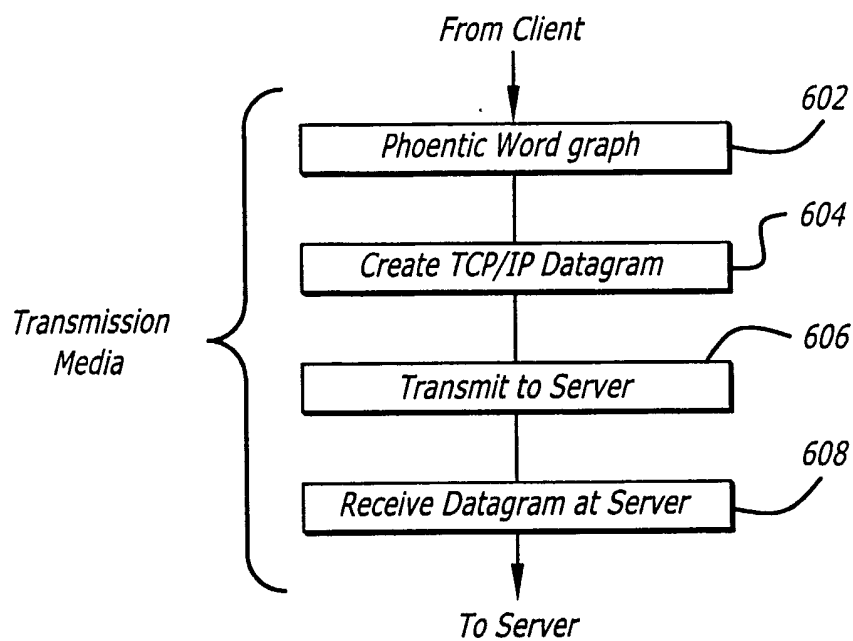 From Client
602
Phoentic Word graph
604
Create TCP/IP Datagram
Transmission
Media
606
Transmit to Server
608
Receive Datagram at Server
To Server